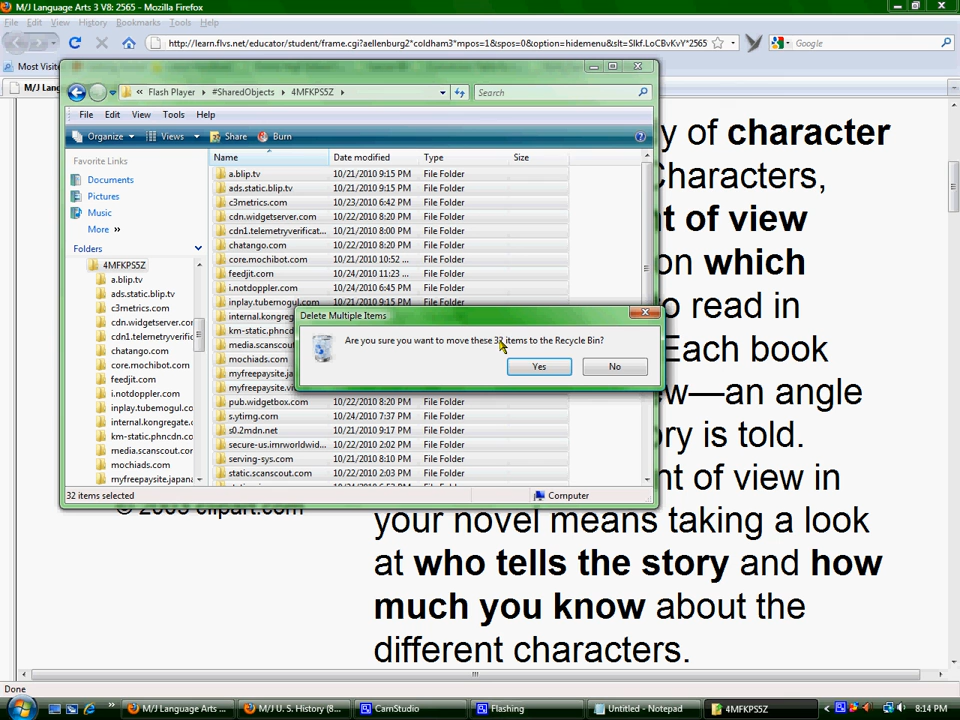 M/J Language Arts 3 V8: 2565 - Mozilla Firefox
File Edit View History Bookmarks Tools Help
http://learn.flvs.net/educator/student/frame.cgi?aellenburg2*coldham3*mpos=1&spos=0&option=hidemenu&slt=Slkf.LoCBvKvY*2565
Google
Most Visite
M/J Lang
Flash Player
#SharedObjects
4MFKPS5Z
Search
File Edit View Tools Help
Organize Views Share Burn
Favorite Links
Documents
Pictures
Music
More »
Folders
4MFKPS5Z
a.blip.tv
ads.static.blip.tv
c3metrics.com
cdn.widgetserver.com
cdn1.telemetryverific
chatango.com
core.mochibot.com
feedjit.com
i.notdoppler.com
inplay.tubemogul.co
internal.kongregate.
km-static.phncdn.co
media.scanscout.com
mochiads.com
myfreepaysite.japana
Name Date modified Type Size
a.blip.tv 10/21/2010 9:15 PM File Folder
ads.static.blip.tv 10/21/2010 9:15 PM File Folder
c3metrics.com 10/23/2010 6:42 PM File Folder
cdn.widgetserver.com 10/22/2010 8:20 PM File Folder
cdn1.telemetryverificat... 10/21/2010 8:00 PM File Folder
chatango.com 10/22/2010 8:20 PM File Folder
core.mochibot.com 10/21/2010 10:52 ... File Folder
feedjit.com 10/24/2010 11:23 ... File Folder
i.notdoppler.com 10/24/2010 6:45 PM File Folder
inplay.tubemogul.com 10/21/2010 9:15 PM File Folder
internal.kongreg
km-static.phncd
media.scanscou
mochiads.com
myfreepaysite.ja
myfreepaysite.vi
pub.widgetbox.com 10/22/2010 8:20 PM File Folder
s.ytimg.com 10/24/2010 7:37 PM File Folder
s0.2mdn.net 10/21/2010 9:17 PM File Folder
secure-us.imrworldwid... 10/22/2010 2:02 PM File Folder
serving-sys.com 10/21/2010 8:10 PM File Folder
static.scanscout.com 10/22/2010 2:03 PM File Folder
32 items selected
Computer
Delete Multiple Items
Are you sure you want to move these 32 items to the Recycle Bin?
Yes No
y of character
Characters,
t of view
on which
o read in
Each book
w—an angle
ry is told.
nt of view in
your novel means taking a look
at who tells the story and how
much you know about the
different characters.
© 2009 clipart.com
Done
M/J Language Arts ...
M/J U. S. History (8...
CamStudio
Flashing
Untitled - Notepad
4MFKPS5Z
8:14 PM